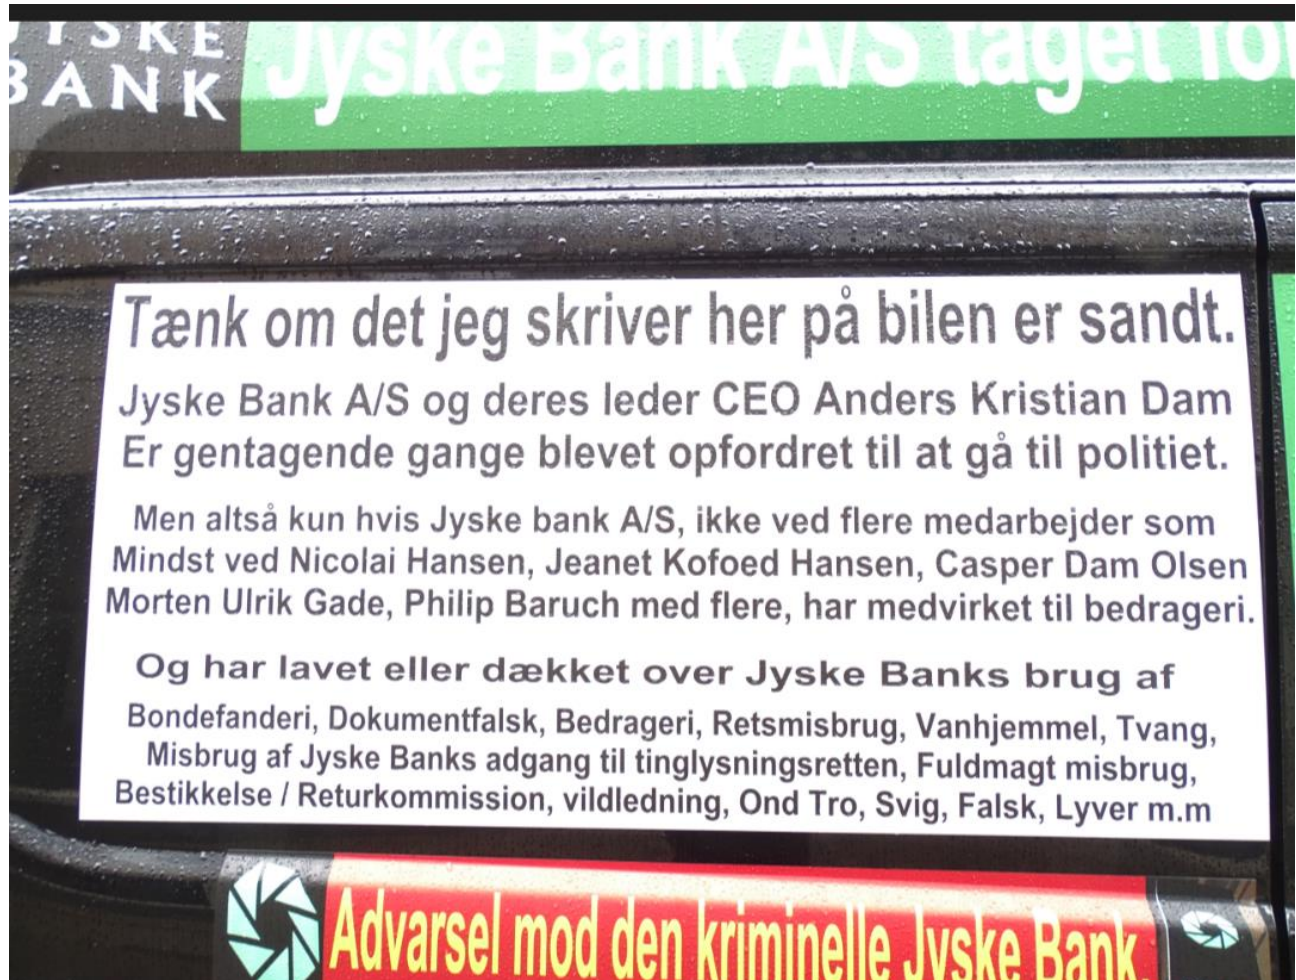 JYSKE
BANK
Jyske Bank A/S taget for
Tænk om det jeg skriver her på bilen er sandt.
Jyske Bank A/S og deres leder CEO Anders Kristian Dam
Er gentagende gange blevet opfordret til at gå til politiet.
Men altså kun hvis Jyske bank A/S, ikke ved flere medarbejder som
Mindst ved Nicolai Hansen, Jeanet Kofoed Hansen, Casper Dam Olsen
Morten Ulrik Gade, Philip Baruch med flere, har medvirket til bedrageri.
Og har lavet eller dækket over Jyske Banks brug af
Bondefanderi, Dokumentfalsk, Bedrageri, Retsmisbrug, Vanhjemmel, Tvang,
Misbrug af Jyske Banks adgang til tinglysningsretten, Fuldmagt misbrug,
Bestikkelse / Returkommission, vildledning, Ond Tro, Svig, Falsk, Lyver m.m
Advarsel mod den kriminelle Jyske Bank.